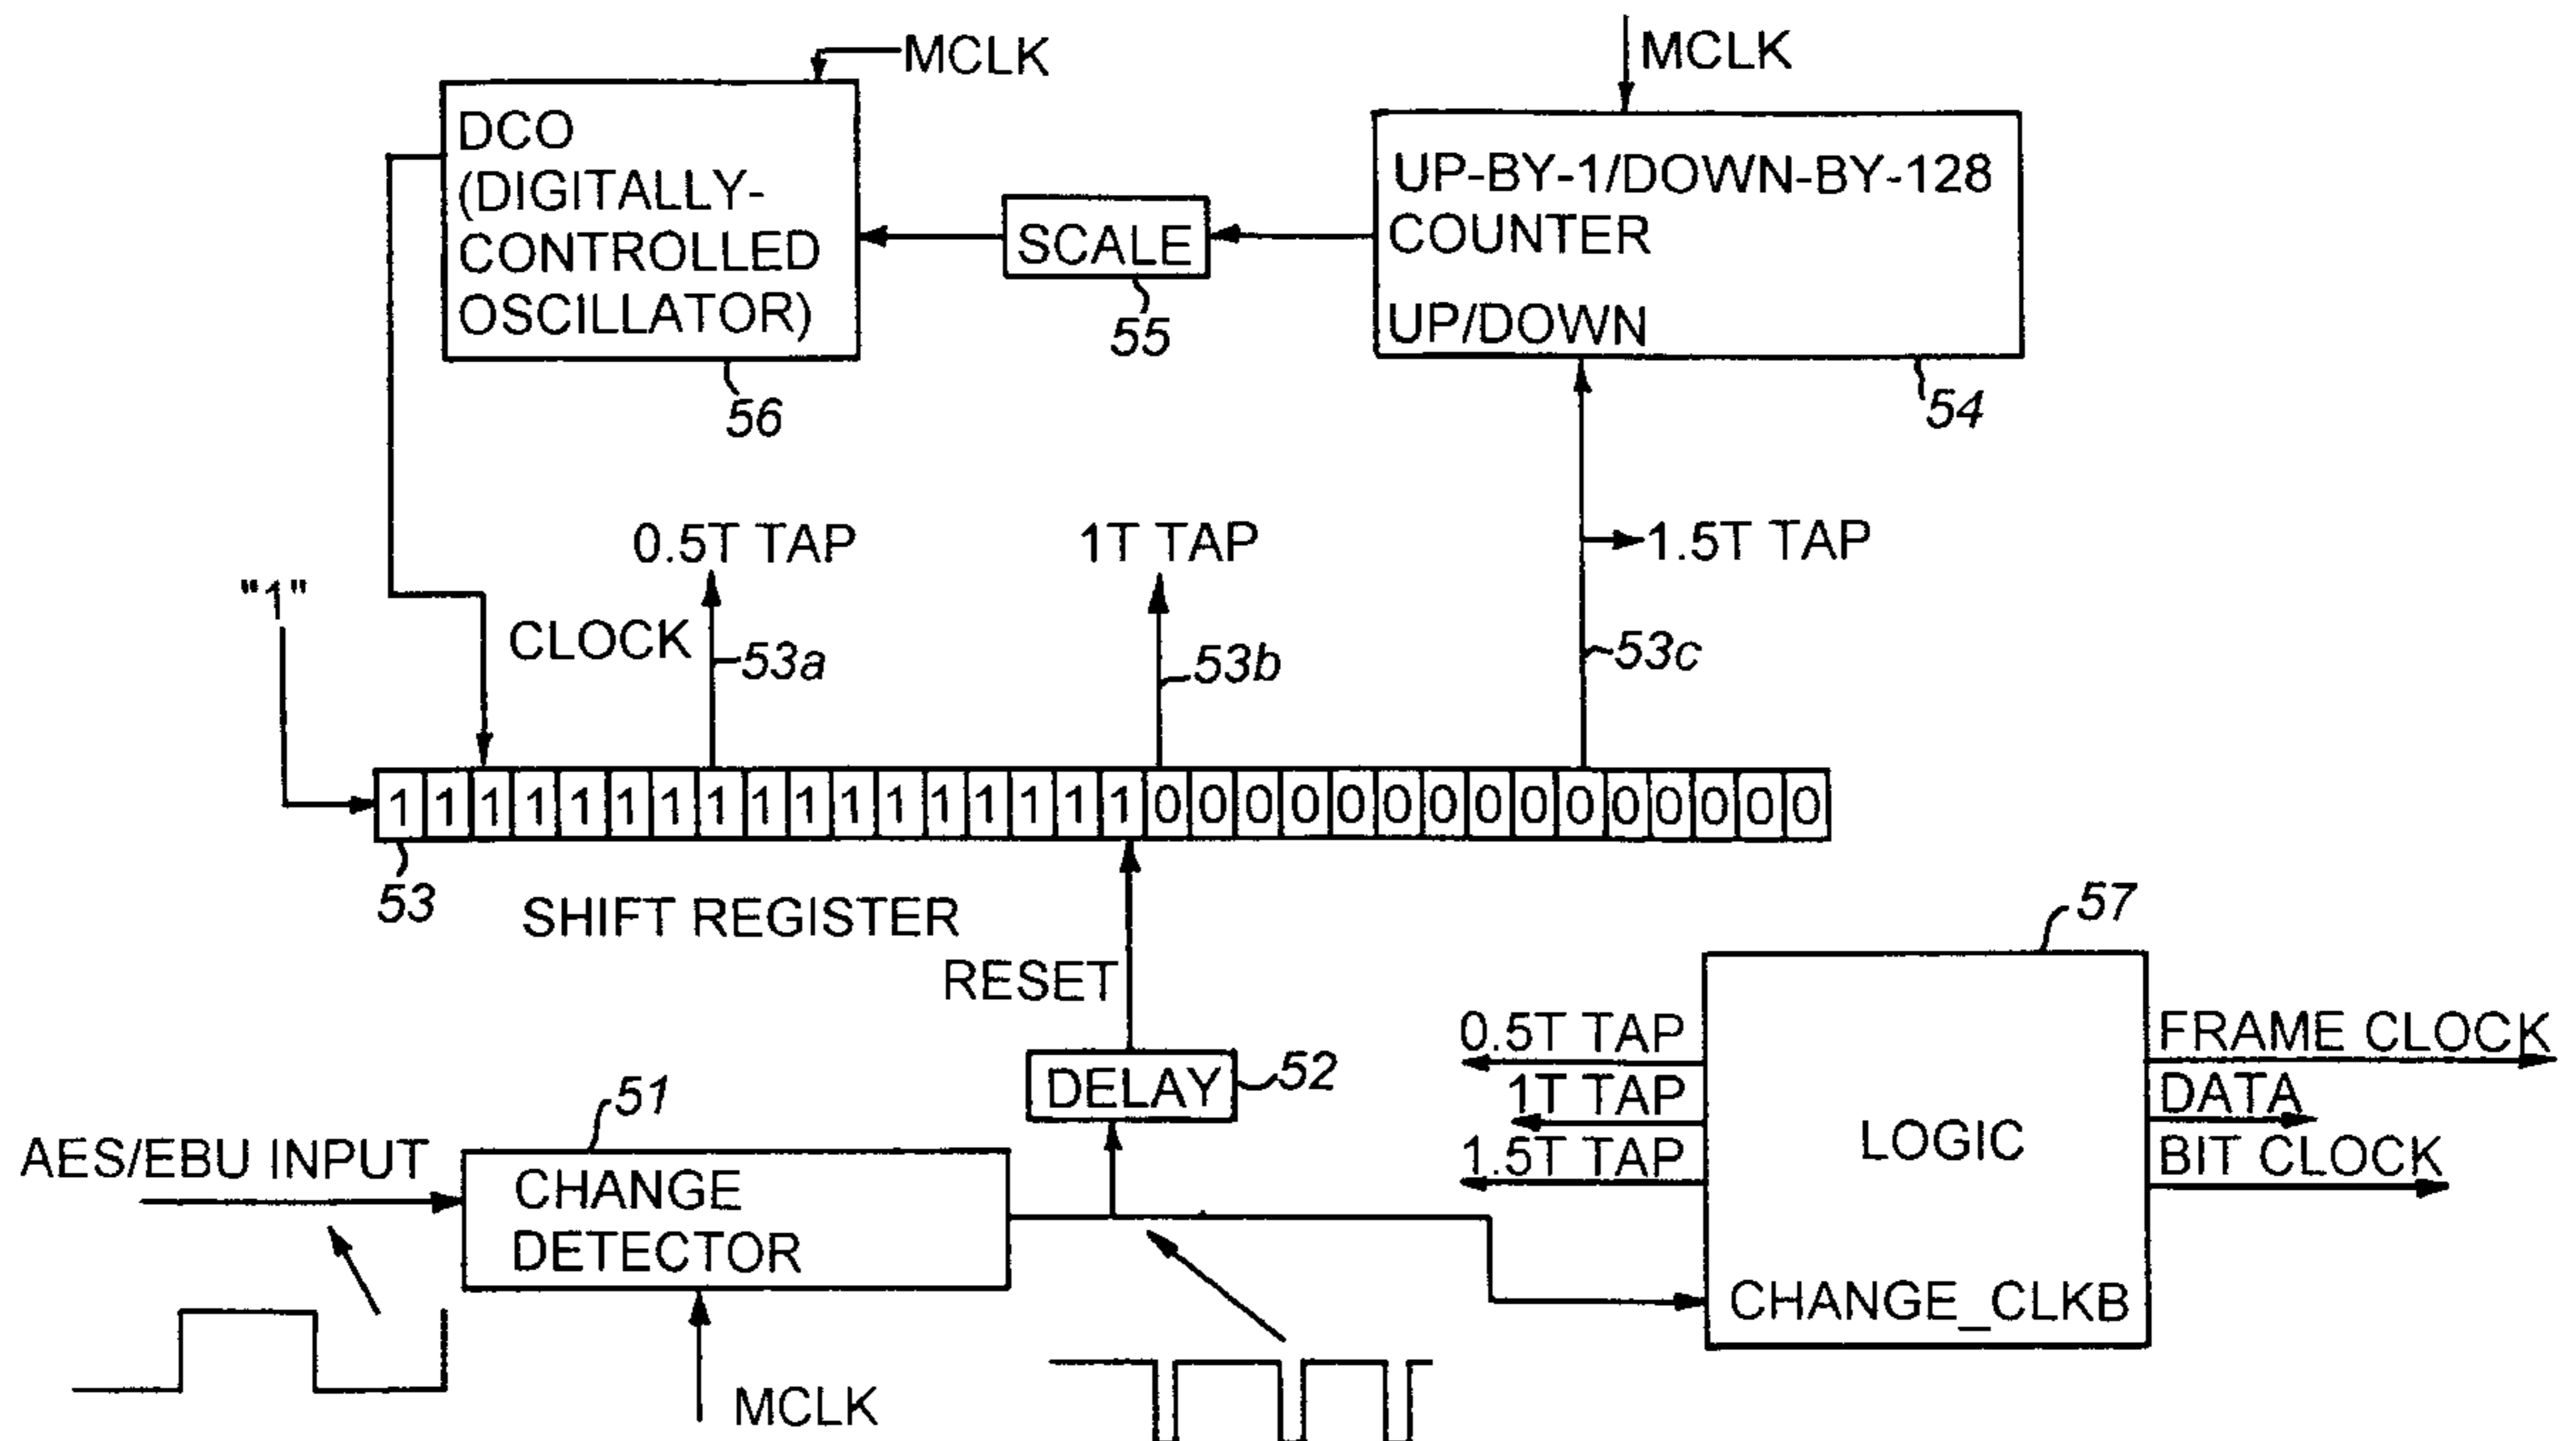 MCLK
MCLK
DCO
(DIGITALLY-
CONTROLLED
OSCILLATOR)
56
SCALE
55
UP-BY-1/DOWN-BY-128
COUNTER
UP/DOWN
54
"1"
CLOCK
0.5T TAP
53a
1T TAP
53b
1.5T TAP
53c
1 1 1 1 1 1 1 1 1 1 1 1 1 1 1 1 1 0 0 0 0 0 0 0 0 0 0 0 0 0 0 0
53
SHIFT REGISTER
RESET
DELAY
52
AES/EBU INPUT
51
CHANGE
DETECTOR
MCLK
57
0.5T TAP
1T TAP
1.5T TAP
LOGIC
CHANGE_CLKB
FRAME CLOCK
DATA
BIT CLOCK